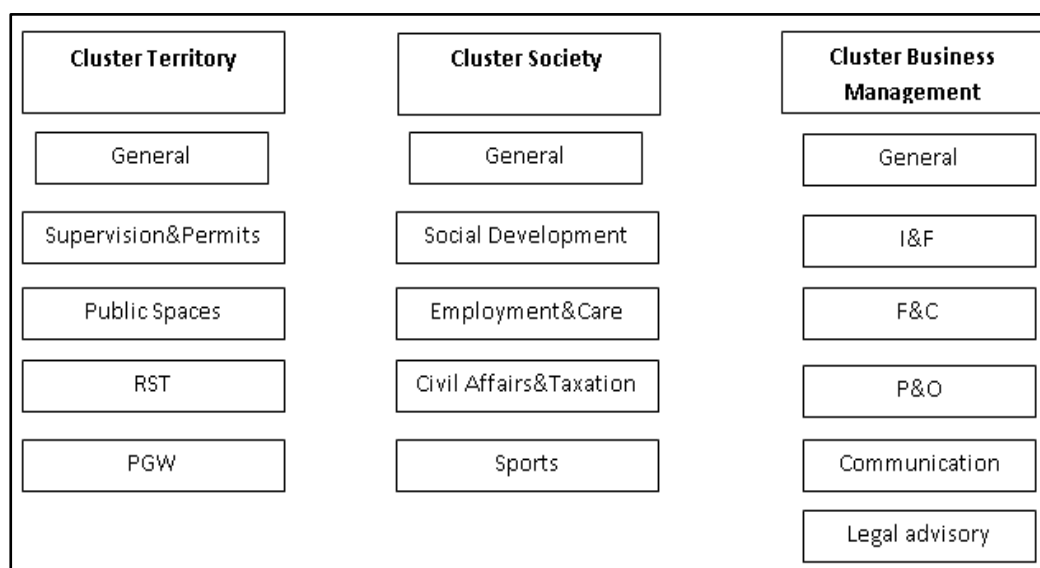 Cluster Territory
General
Supervision&Permits
Public Spaces
RST
PGW
Cluster Society
General
Social Development
Employment&Care
Civil Affairs&Taxation
Sports
Cluster Business
Management
General
I&F
F&C
P&O
Communication
Legal advisory